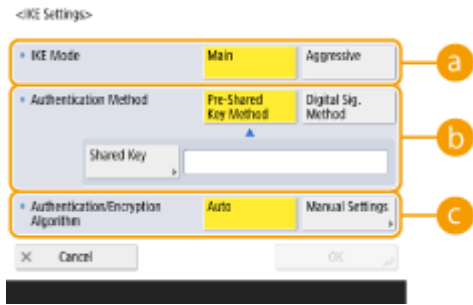 <IKE Settings>
IKE Mode
Main
Aggressive
a
Authentication Method
Pre-Shared
Key Method
Digital Sig.
Method
b
Shared Key
Authentication/Encryption
Algorithm
Auto
Manual Settings
c
× Cancel
OK